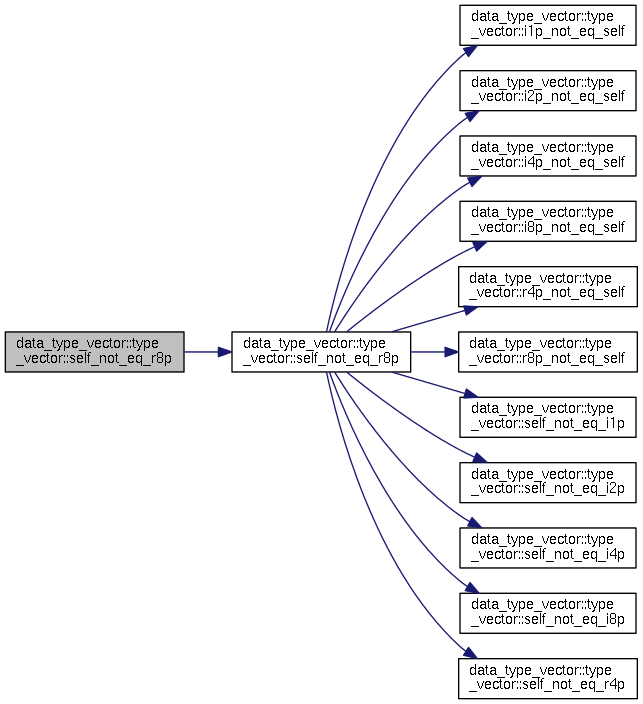 data_type_vector::type
_vector::i1p_not_eq_self
data_type_vector::type
_vector::i2p_not_eq_self
data_type_vector::type
_vector::i4p_not_eq_self
data_type_vector::type
_vector::i8p_not_eq_self
data_type_vector::type
_vector::r4p_not_eq_self
data_type_vector::type
_vector::self_not_eq_r8p
data_type_vector::type
_vector::self_not_eq_r8p
data_type_vector::type
_vector::r8p_not_eq_self
data_type_vector::type
_vector::self_not_eq_i1p
data_type_vector::type
_vector::self_not_eq_i2p
data_type_vector::type
_vector::self_not_eq_i4p
data_type_vector::type
_vector::self_not_eq_i8p
data_type_vector::type
_vector::self_not_eq_r4p